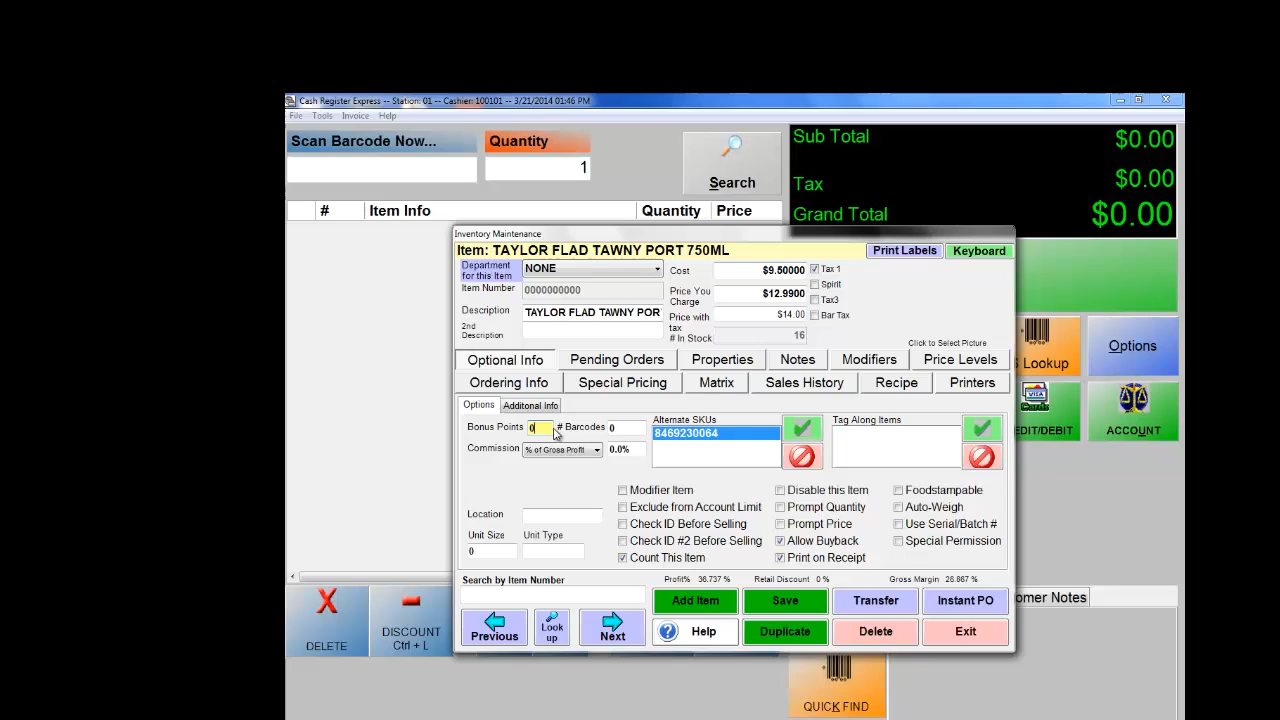 Cash Register Express -- Station: 01 -- Cashier: 100101 -- 3/21/2014 01:46 PM
File Tools Invoice Help
Scan Barcode Now... Quantity
1
Search
Sub Total $0.00
Tax $0.00
Grand Total $0.00
# Item Info Quantity Price
Inventory Maintenance
Item: TAYLOR FLAD TAWNY PORT 750ML Print Labels Keyboard
Department for this Item NONE
Item Number 0000000000
Description TAYLOR FLAD TAWNY POR
2nd Description
Cost $9.50000
Price You Charge $12.9900
Price with tax $14.00
# In Stock 16
Tax 1
Spirit
Tax3
Bar Tax
Click to Select Picture
Optional Info Pending Orders Properties Notes Modifiers Price Levels
Ordering Info Special Pricing Matrix Sales History Recipe Printers
Options Additonal Info
Bonus Points 0 # Barcodes 0
Commission % of Gross Profit 0.0%
Alternate SKUs
8469230064
Tag Along Items
Modifier Item Disable this Item Foodstampable
Exclude from Account Limit Prompt Quantity Auto-Weigh
Check ID Before Selling Prompt Price Use Serial/Batch #
Check ID #2 Before Selling Allow Buyback Special Permission
Count This Item Print on Receipt
Location
Unit Size Unit Type
0
Search by Item Number
Profit% 36.737 % Retail Discount 0 % Gross Margin 26.867 %
Add Item Save Transfer Instant PO
Previous Look up Next Help Duplicate Delete Exit
Lookup
Options
EDIT/DEBIT
ACCOUNT
omer Notes
DELETE
DISCOUNT
Ctrl + L
QUICK FIND